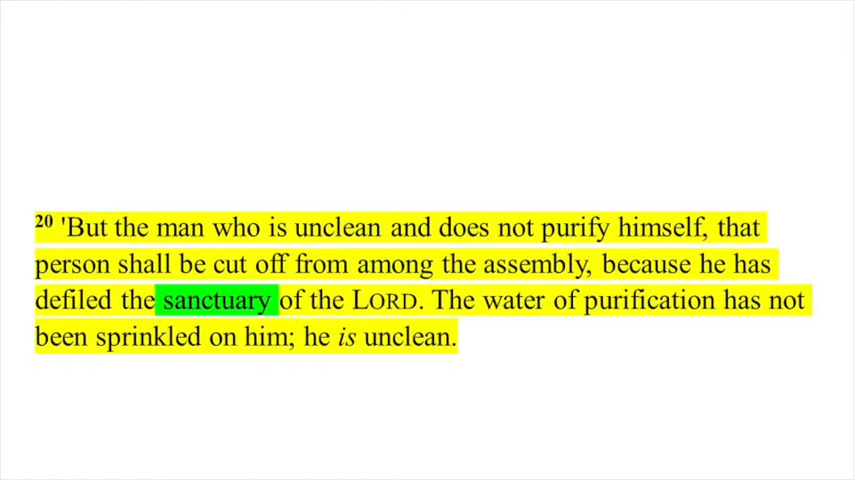 20 'But the man who is unclean and does not purify himself, that
person shall be cut off from among the assembly, because he has
defiled the sanctuary of the LORD. The water of purification has not
been sprinkled on him; he is unclean.